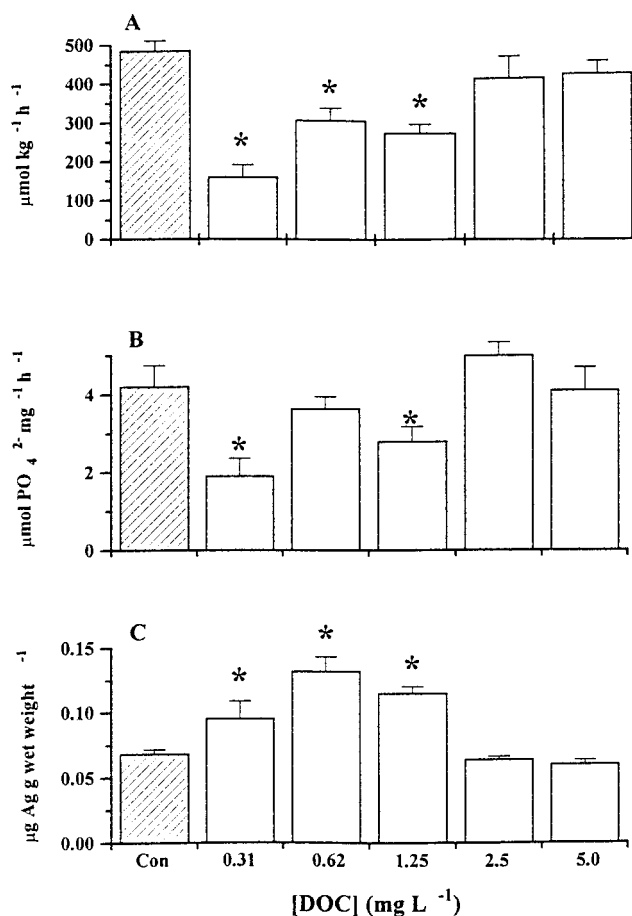 A
500
400
300
200
100
0
μmol kg ⁻¹ h ⁻¹
*
*
*
B
4
2
0
μmol PO ₄ ²⁻ mg ⁻¹ h ⁻¹
*
*
C
0.15
0.10
0.05
0.00
μg Ag g wet weight ⁻¹
*
*
*
Con 0.31 0.62 1.25 2.5 5.0
[DOC] (mg L ⁻¹)